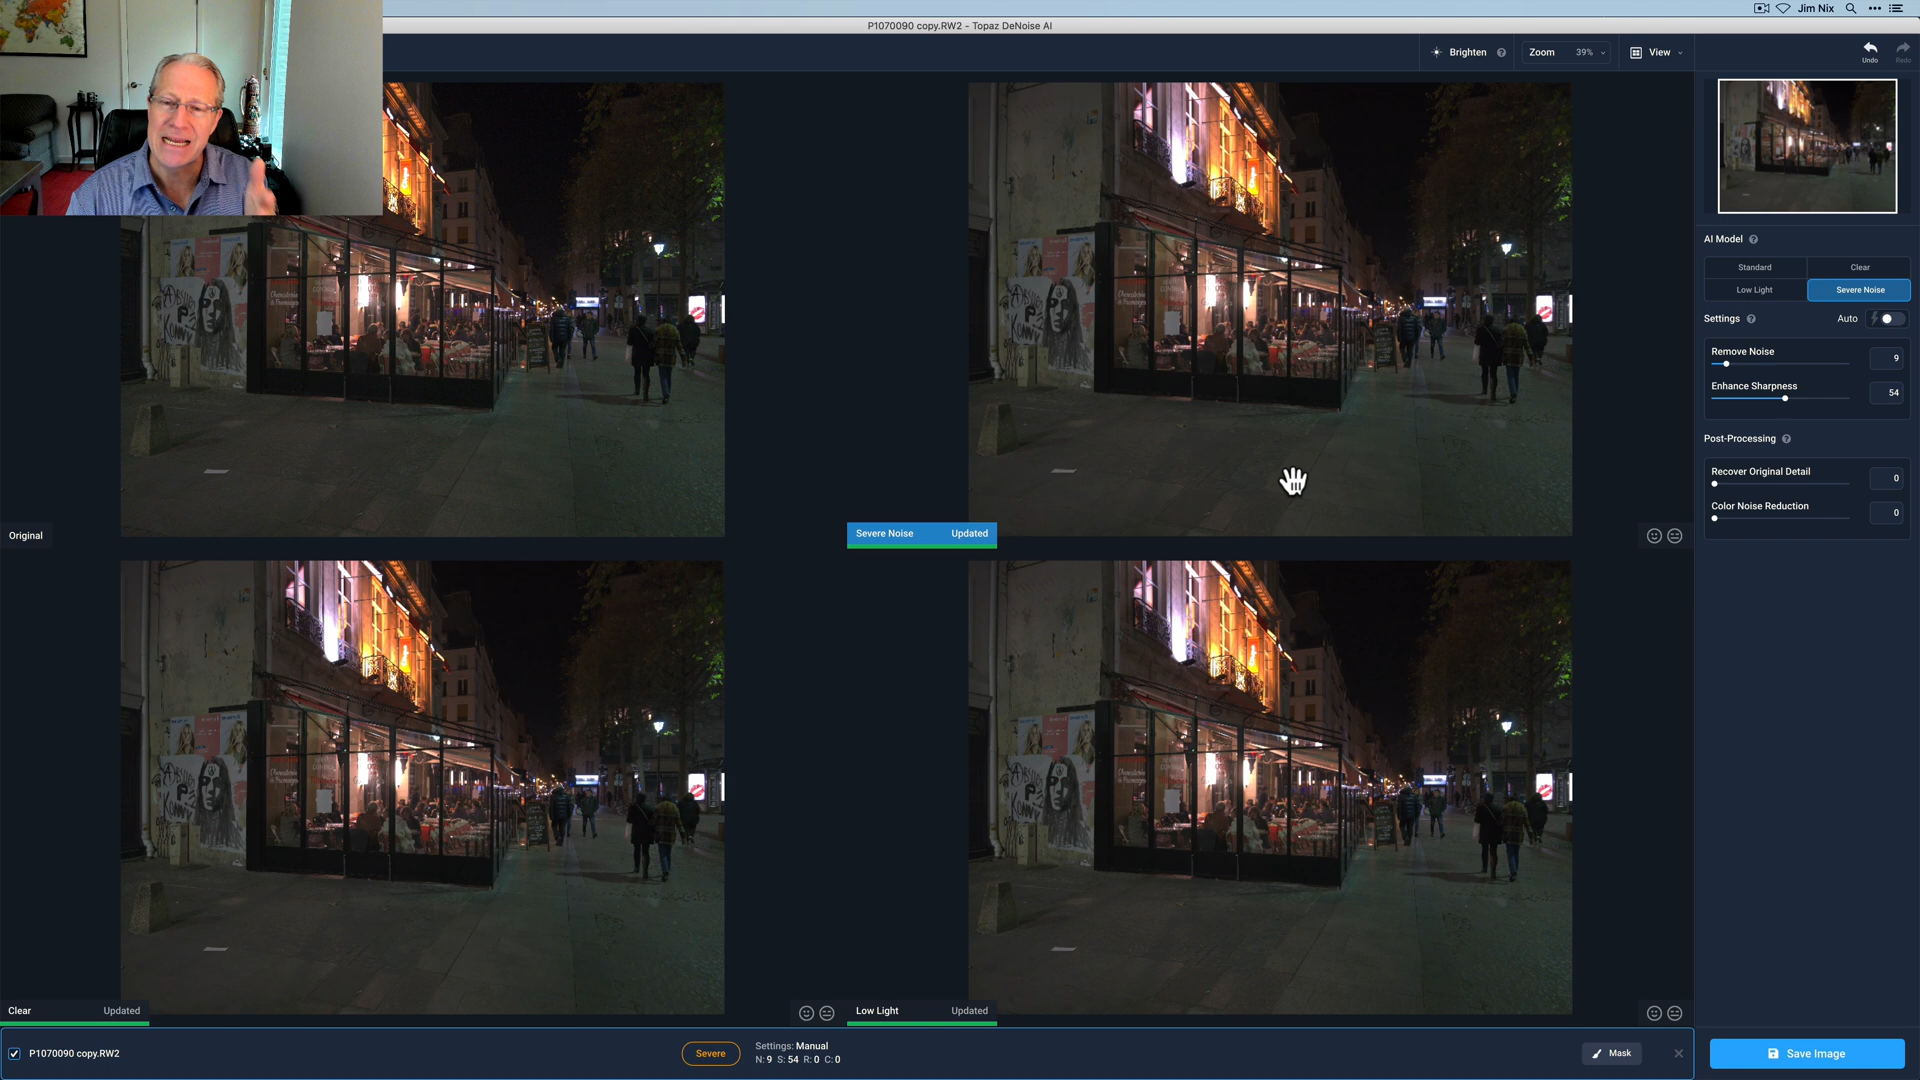 Jim Nix
P1070090 copy.RW2 - Topaz DeNoise AI
Brighten
Zoom 39%
View
Undo
Redo
AI Model
Standard Clear
Low Light Severe Noise
Settings Auto
Remove Noise 9
Enhance Sharpness 54
Post-Processing
Recover Original Detail 0
Color Noise Reduction 0
Original
Severe Noise Updated
Clear Updated
Low Light Updated
P1070090 copy.RW2
Severe
Settings: Manual
N: 9 S: 54 R: 0 C: 0
Mask
Save Image